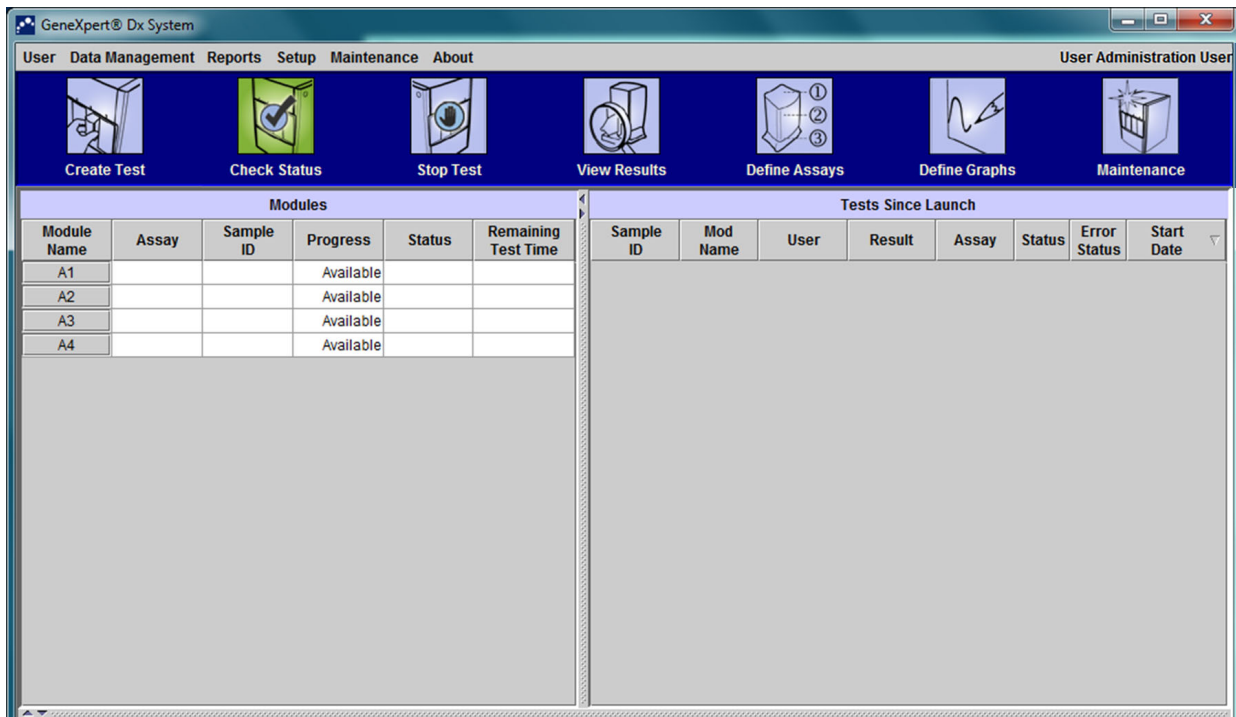 GeneXpert® Dx System
User Data Management Reports Setup Maintenance About User Administration User
① ② ③
Create Test Check Status Stop Test View Results Define Assays Define Graphs Maintenance
Modules
Module Name Assay Sample ID Progress Status Remaining Test Time
A1 Available
A2 Available
A3 Available
A4 Available
Tests Since Launch
Sample ID Mod Name User Result Assay Status Error Status Start Date